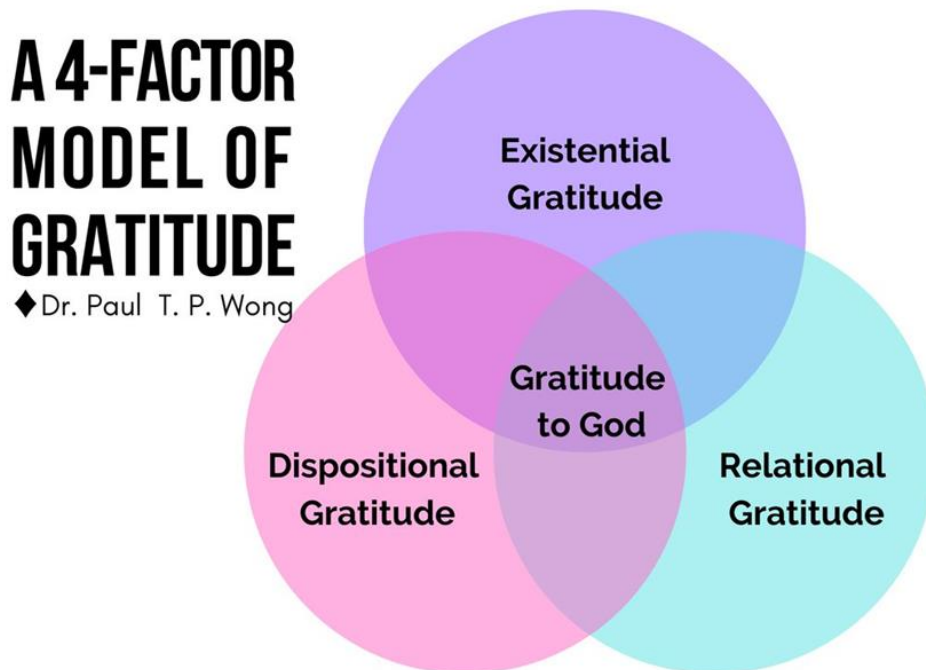 A 4-FACTOR
MODEL OF
GRATITUDE
♦Dr. Paul T. P. Wong
Existential
Gratitude
Gratitude
to God
Dispositional
Gratitude
Relational
Gratitude